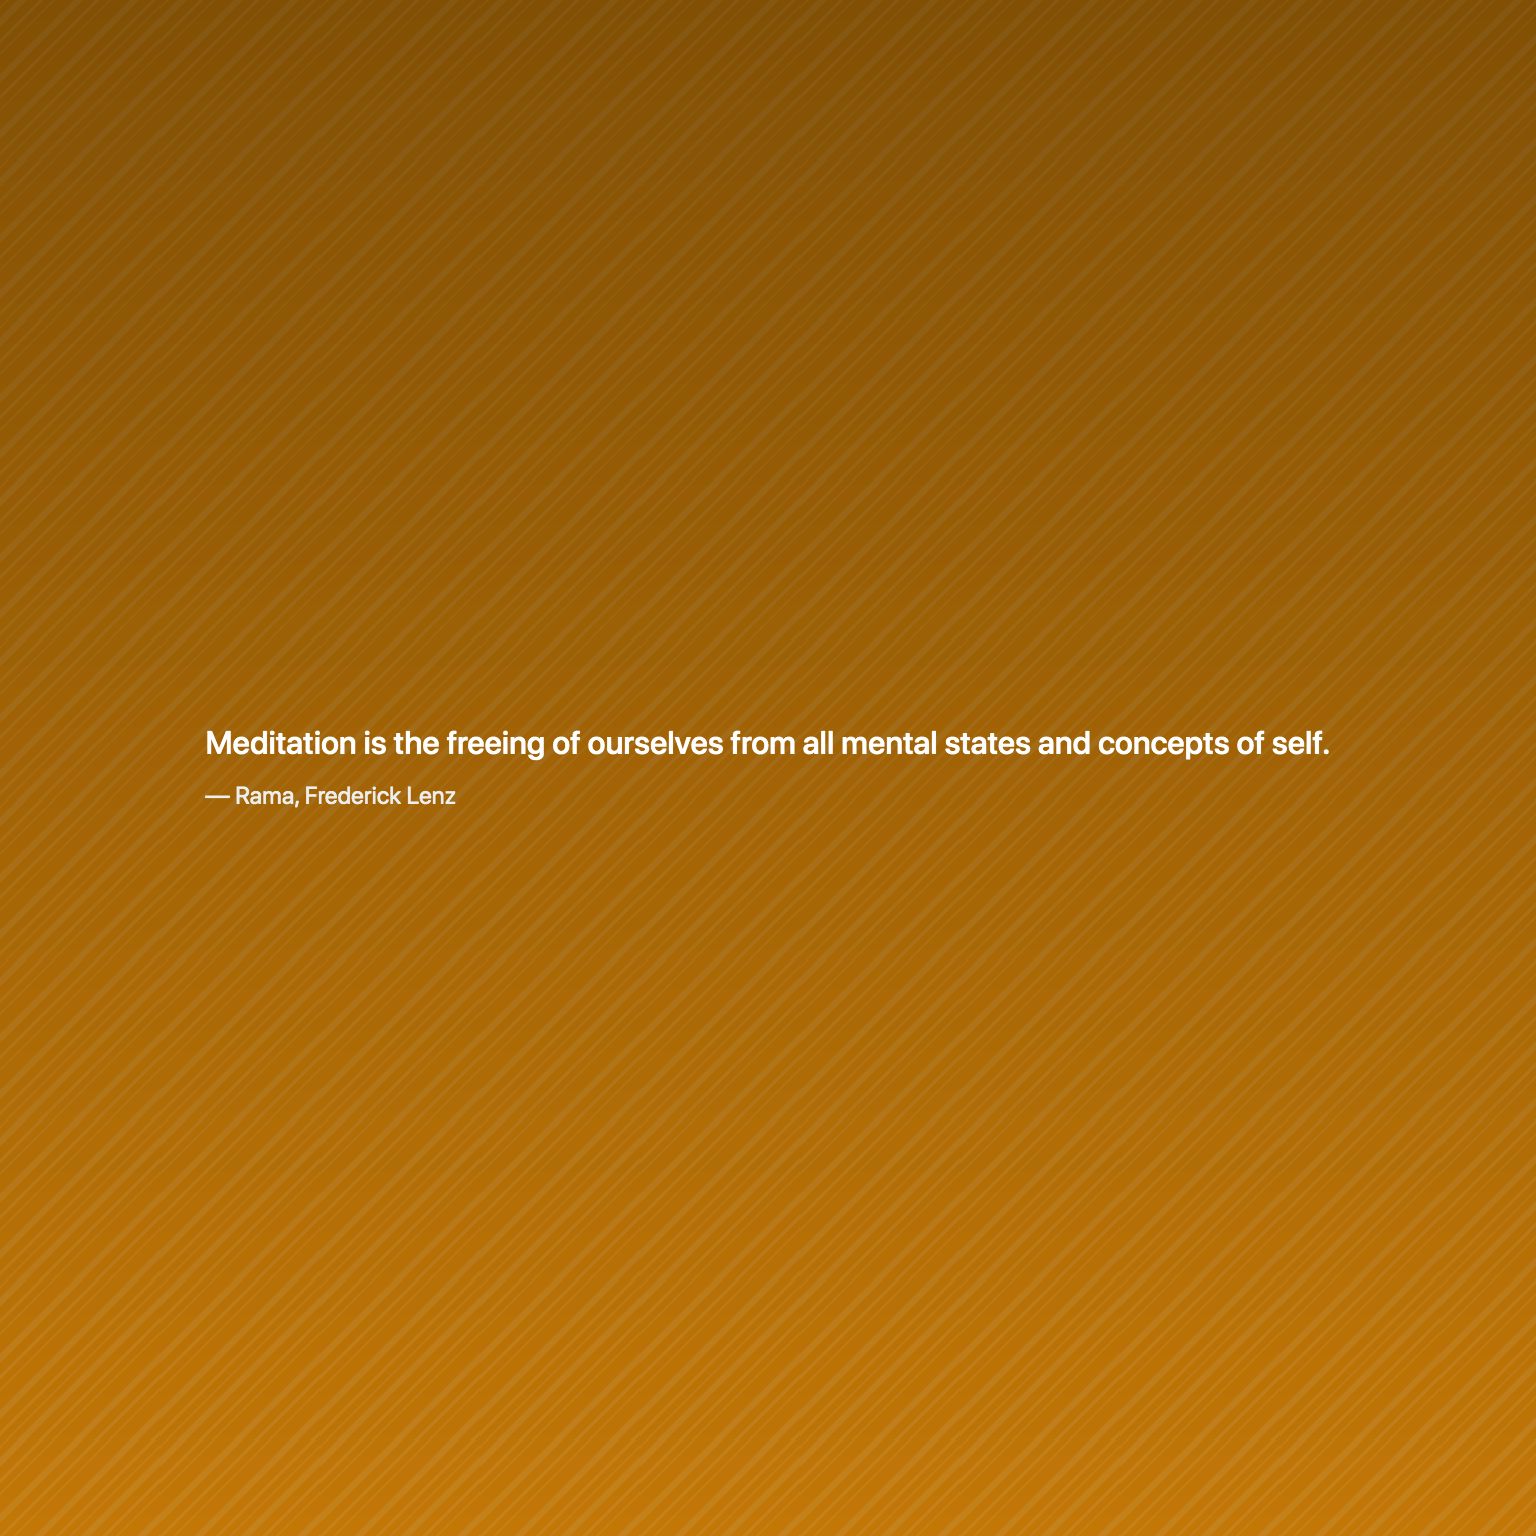 Meditation is the freeing of ourselves from all mental states and concepts of self.
— Rama, Frederick Lenz